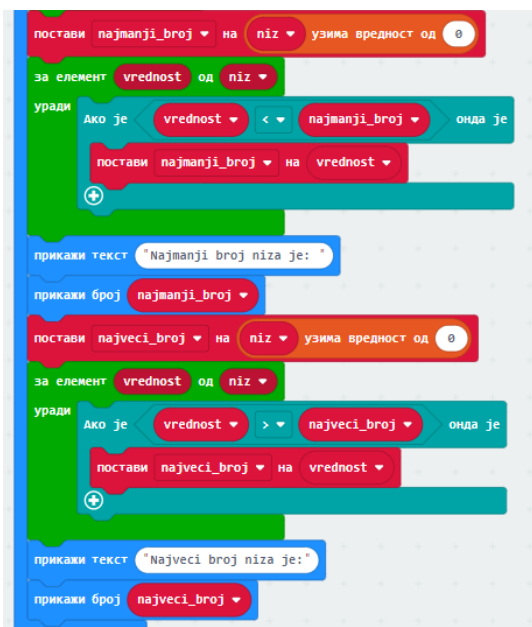 постави najmanji_broj на niz узима вредност од 0
за елемент vrednost од niz
уради
Ако је vrednost < najmanji_broj онда је
постави najmanji_broj на vrednost
прикажи текст "Najmanji broj niza je: "
прикажи број najmanji_broj
постави najveci_broj на niz узима вредност од 0
за елемент vrednost од niz
уради
Ако је vrednost > najveci_broj онда је
постави najveci_broj на vrednost
прикажи текст "Najveci broj niza je:"
прикажи број najveci_broj